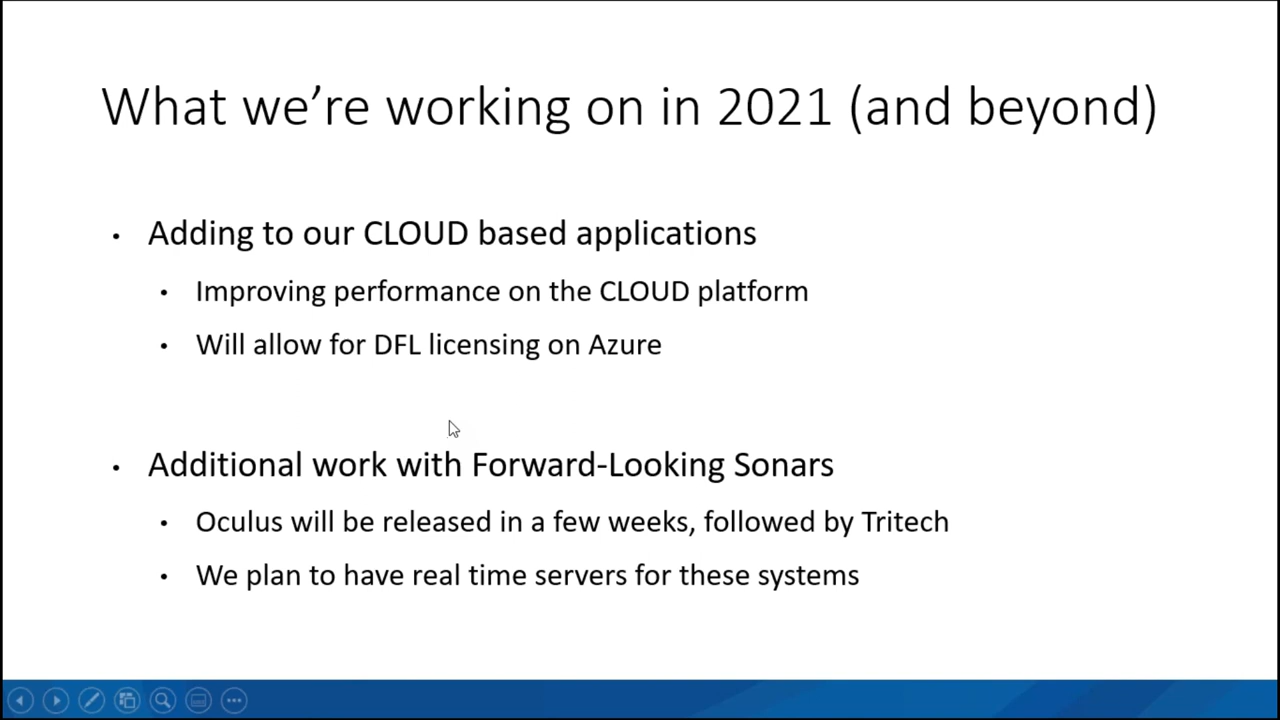 What we’re working on in 2021 (and beyond)
• Adding to our CLOUD based applications
• Improving performance on the CLOUD platform
• Will allow for DFL licensing on Azure
• Additional work with Forward-Looking Sonars
• Oculus will be released in a few weeks, followed by Tritech
• We plan to have real time servers for these systems